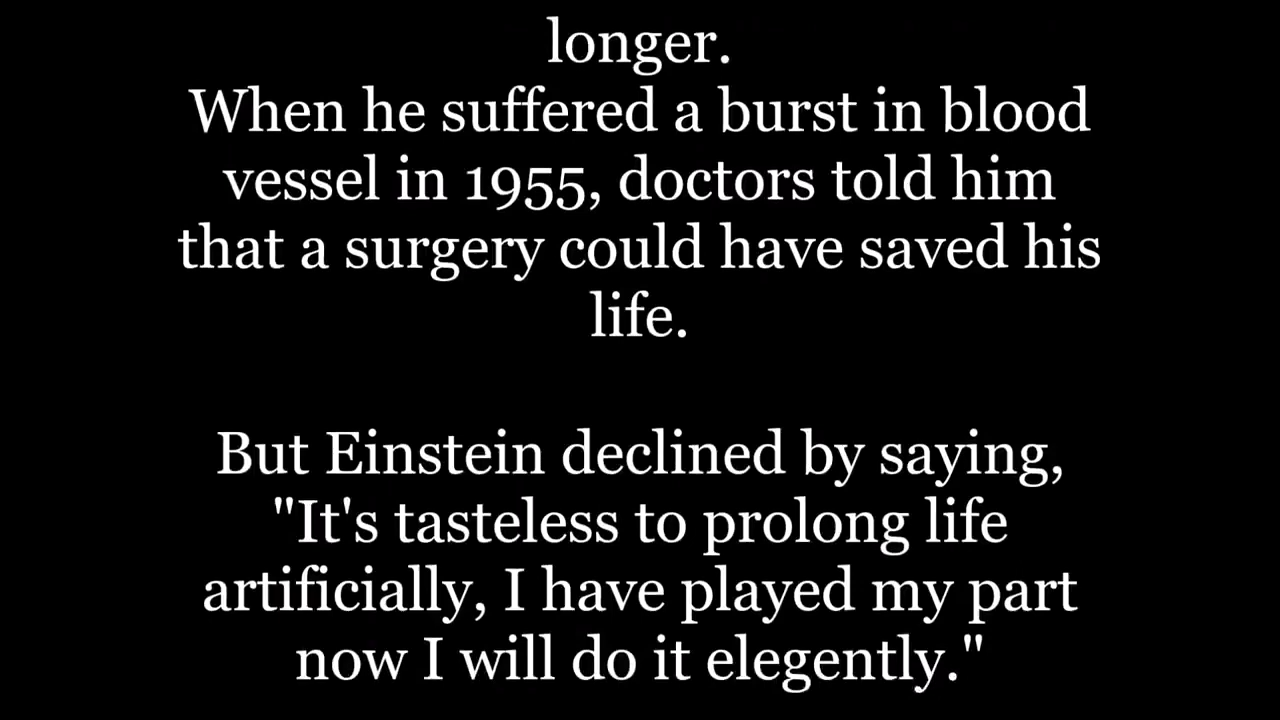 longer.
When he suffered a burst in blood
vessel in 1955, doctors told him
that a surgery could have saved his
life.
But Einstein declined by saying,
"It's tasteless to prolong life
artificially, I have played my part
now I will do it elegently."